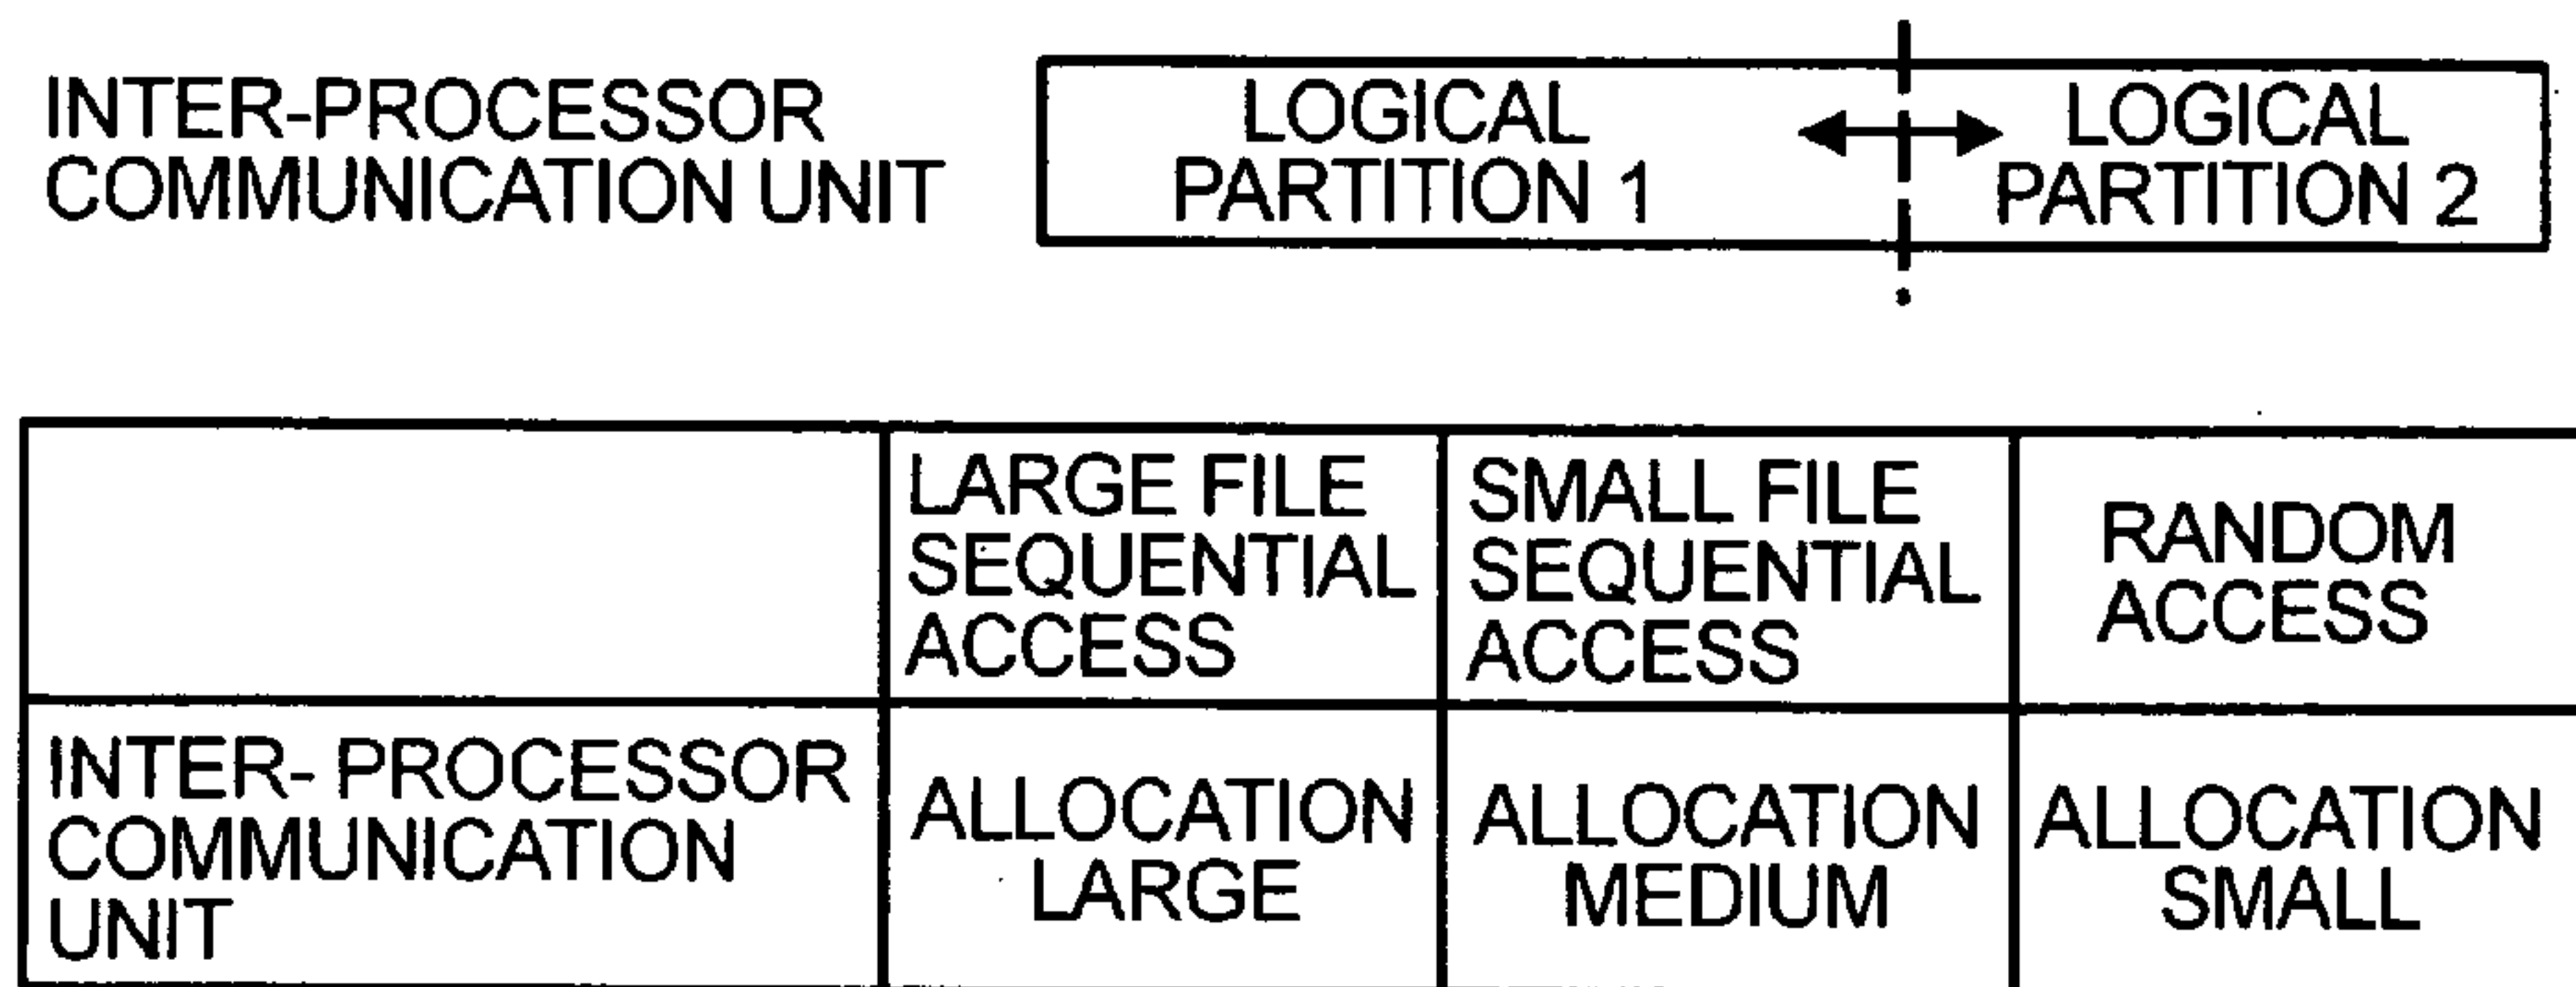 INTER-PROCESSOR
COMMUNICATION UNIT
LOGICAL
PARTITION 1
LOGICAL
PARTITION 2
LARGE FILE
SEQUENTIAL
ACCESS
SMALL FILE
SEQUENTIAL
ACCESS
RANDOM
ACCESS
INTER- PROCESSOR
COMMUNICATION
UNIT
ALLOCATION
LARGE
ALLOCATION
MEDIUM
ALLOCATION
SMALL